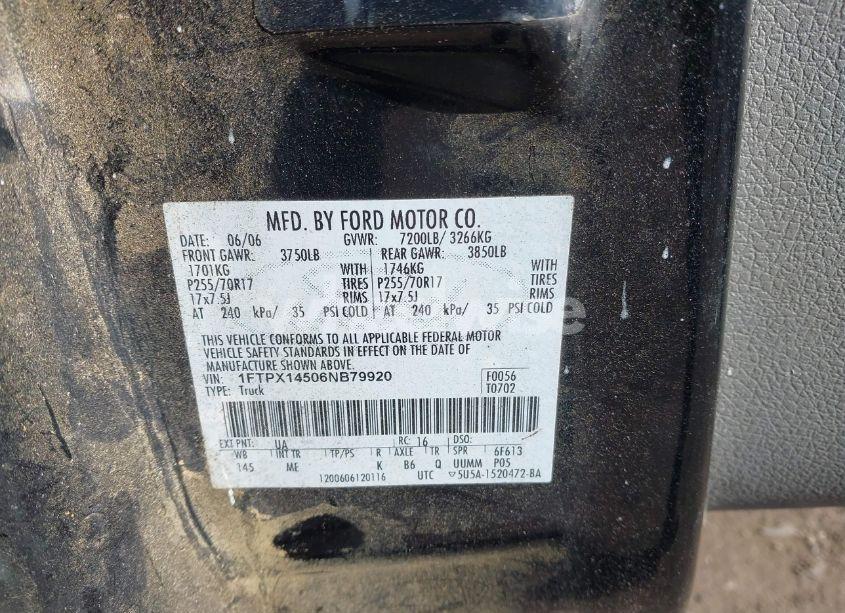 MFD. BY FORD MOTOR CO.
DATE: 06/06 GVWR: 7200LB/ 3266KG
FRONT GAWR: 3750LB REAR GAWR: 3850LB
1701KG WITH 1746KG WITH
P255/70R17 TIRES P255/70R17 TIRES
17x7.5J RIMS 17x7.5J RIMS
AT 240 kPa/ 35 PSI COLD AT 240 kPa/ 35 PSI COLD
THIS VEHICLE CONFORMS TO ALL APPLICABLE FEDERAL MOTOR
VEHICLE SAFETY STANDARDS IN EFFECT ON THE DATE OF
MANUFACTURE SHOWN ABOVE.
VIN: 1FTPX14506NB79920 F0056
TYPE: Truck T0702
EXT PNT: UA RC: 16 DSO:
WB INT TR TP/PS R AXLE TR SPR 6F613
145 ME K B6 Q UUMM P05
1200606120116 UTC ▽5U5A-1520472-BA